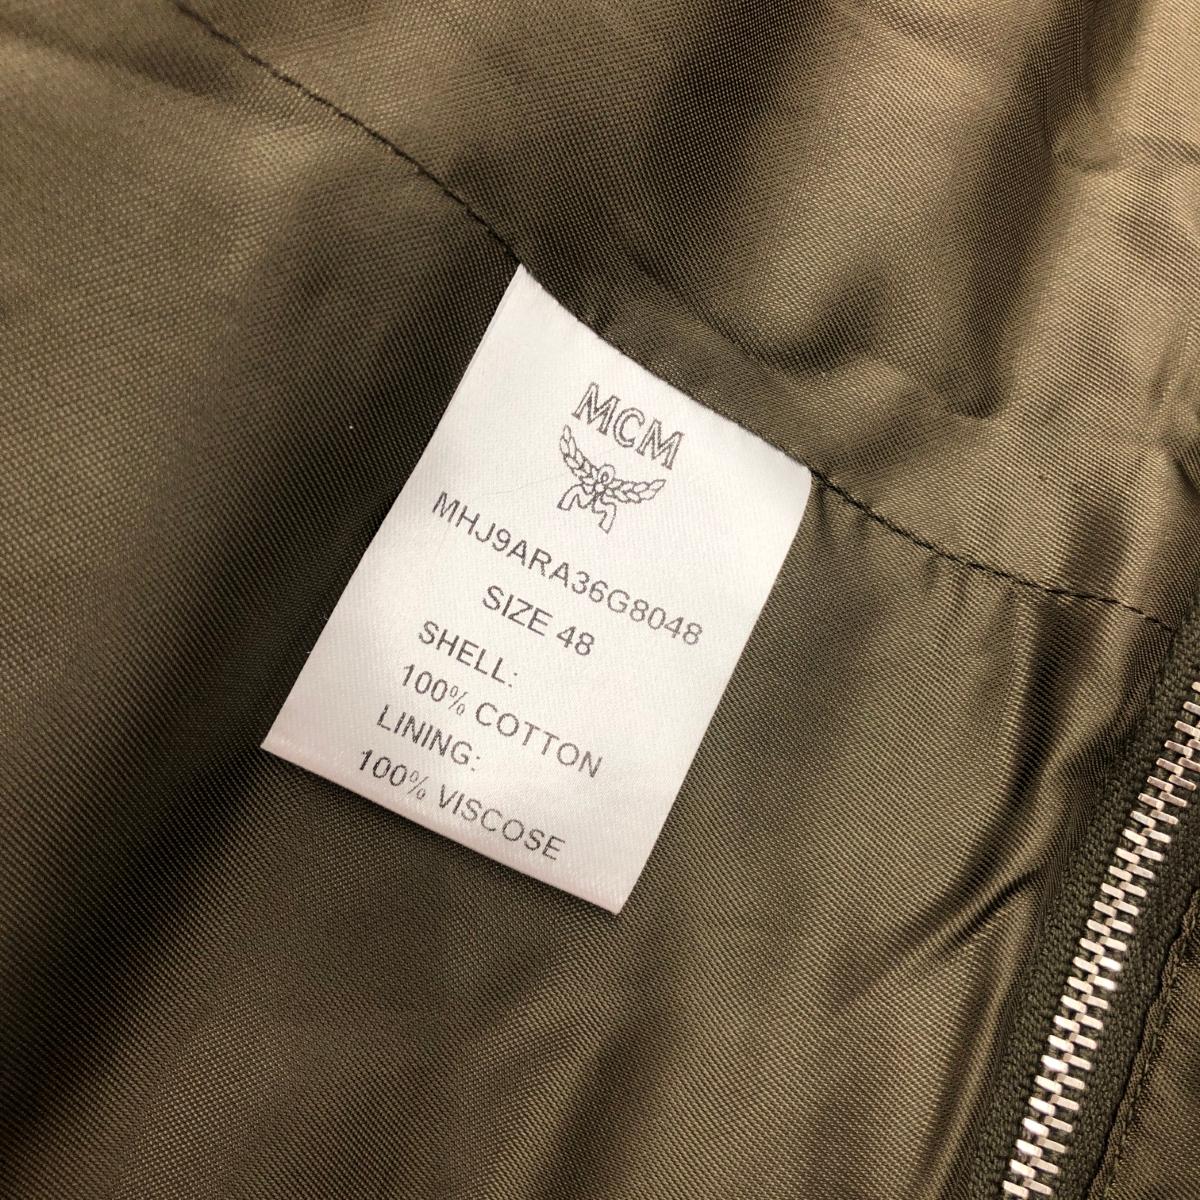 MCM
MHJ9ARA36G8048
SIZE 48
SHELL:
100% COTTON
LINING:
100% VISCOSE